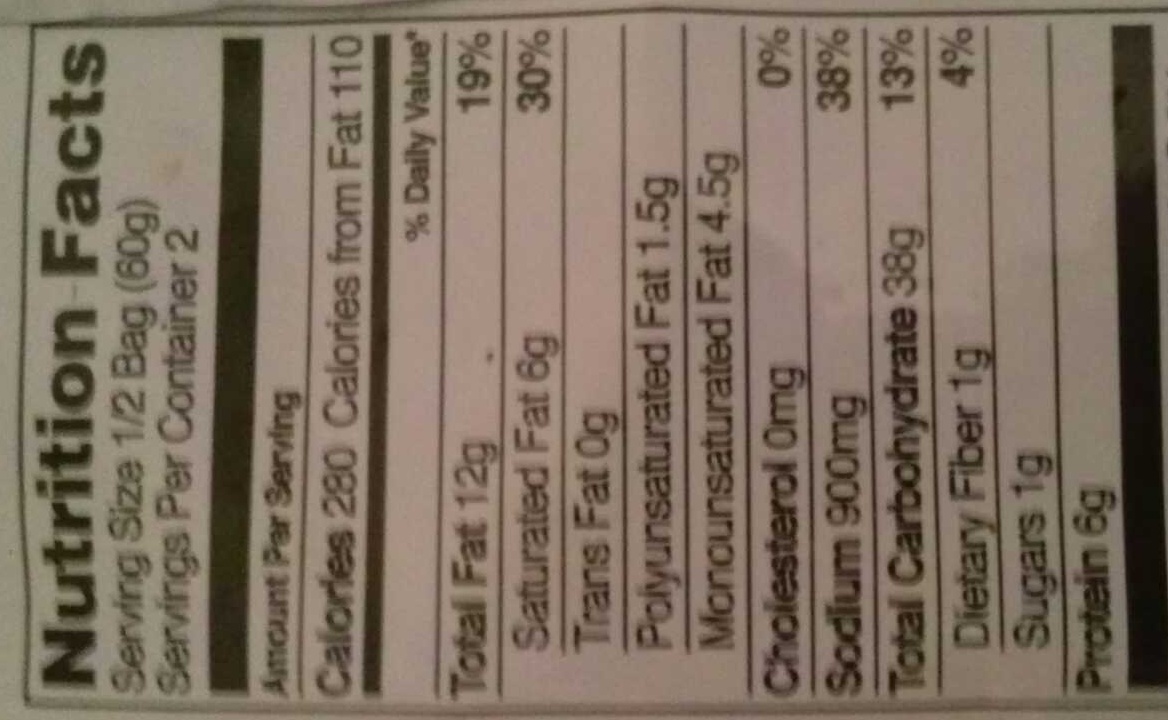 Nutrition Facts
Serving Size 1/2 Bag (60g)
Servings Per Container 2
Amount Per Serving
Calories 280 Calories from Fat 110
% Daily Value*
Total Fat 12g 19%
Saturated Fat 6g 30%
Trans Fat 0g
Polyunsaturated Fat 1.5g
Monounsaturated Fat 4.5g
Cholesterol 0mg 0%
Sodium 900mg 38%
Total Carbohydrate 38g 13%
Dietary Fiber 1g 4%
Sugars 1g
Protein 6g